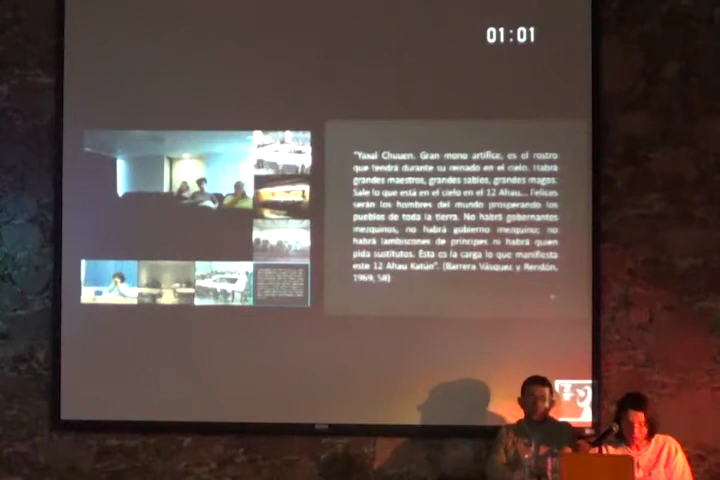 01:01
"Yaxal Chuuen. Gran mono artífice, es el rostro
que tendrá durante su reinado en el cielo. Habrá
grandes maestros, grandes sabios, grandes magos.
Sale lo que está en el cielo en el 12 Ahau... Felices
serán los hombres del mundo prosperando los
pueblos de toda la tierra. No habrá gobernantes
mezquinos, no habrá gobierno mezquino; no
habrá lambiscones de príncipes ni habrá quien
pida sustitutos. Esta es la carga lo que manifiesta
este 12 Ahau Katún". (Barrera Vásquez y Rendón,
1969, 58)